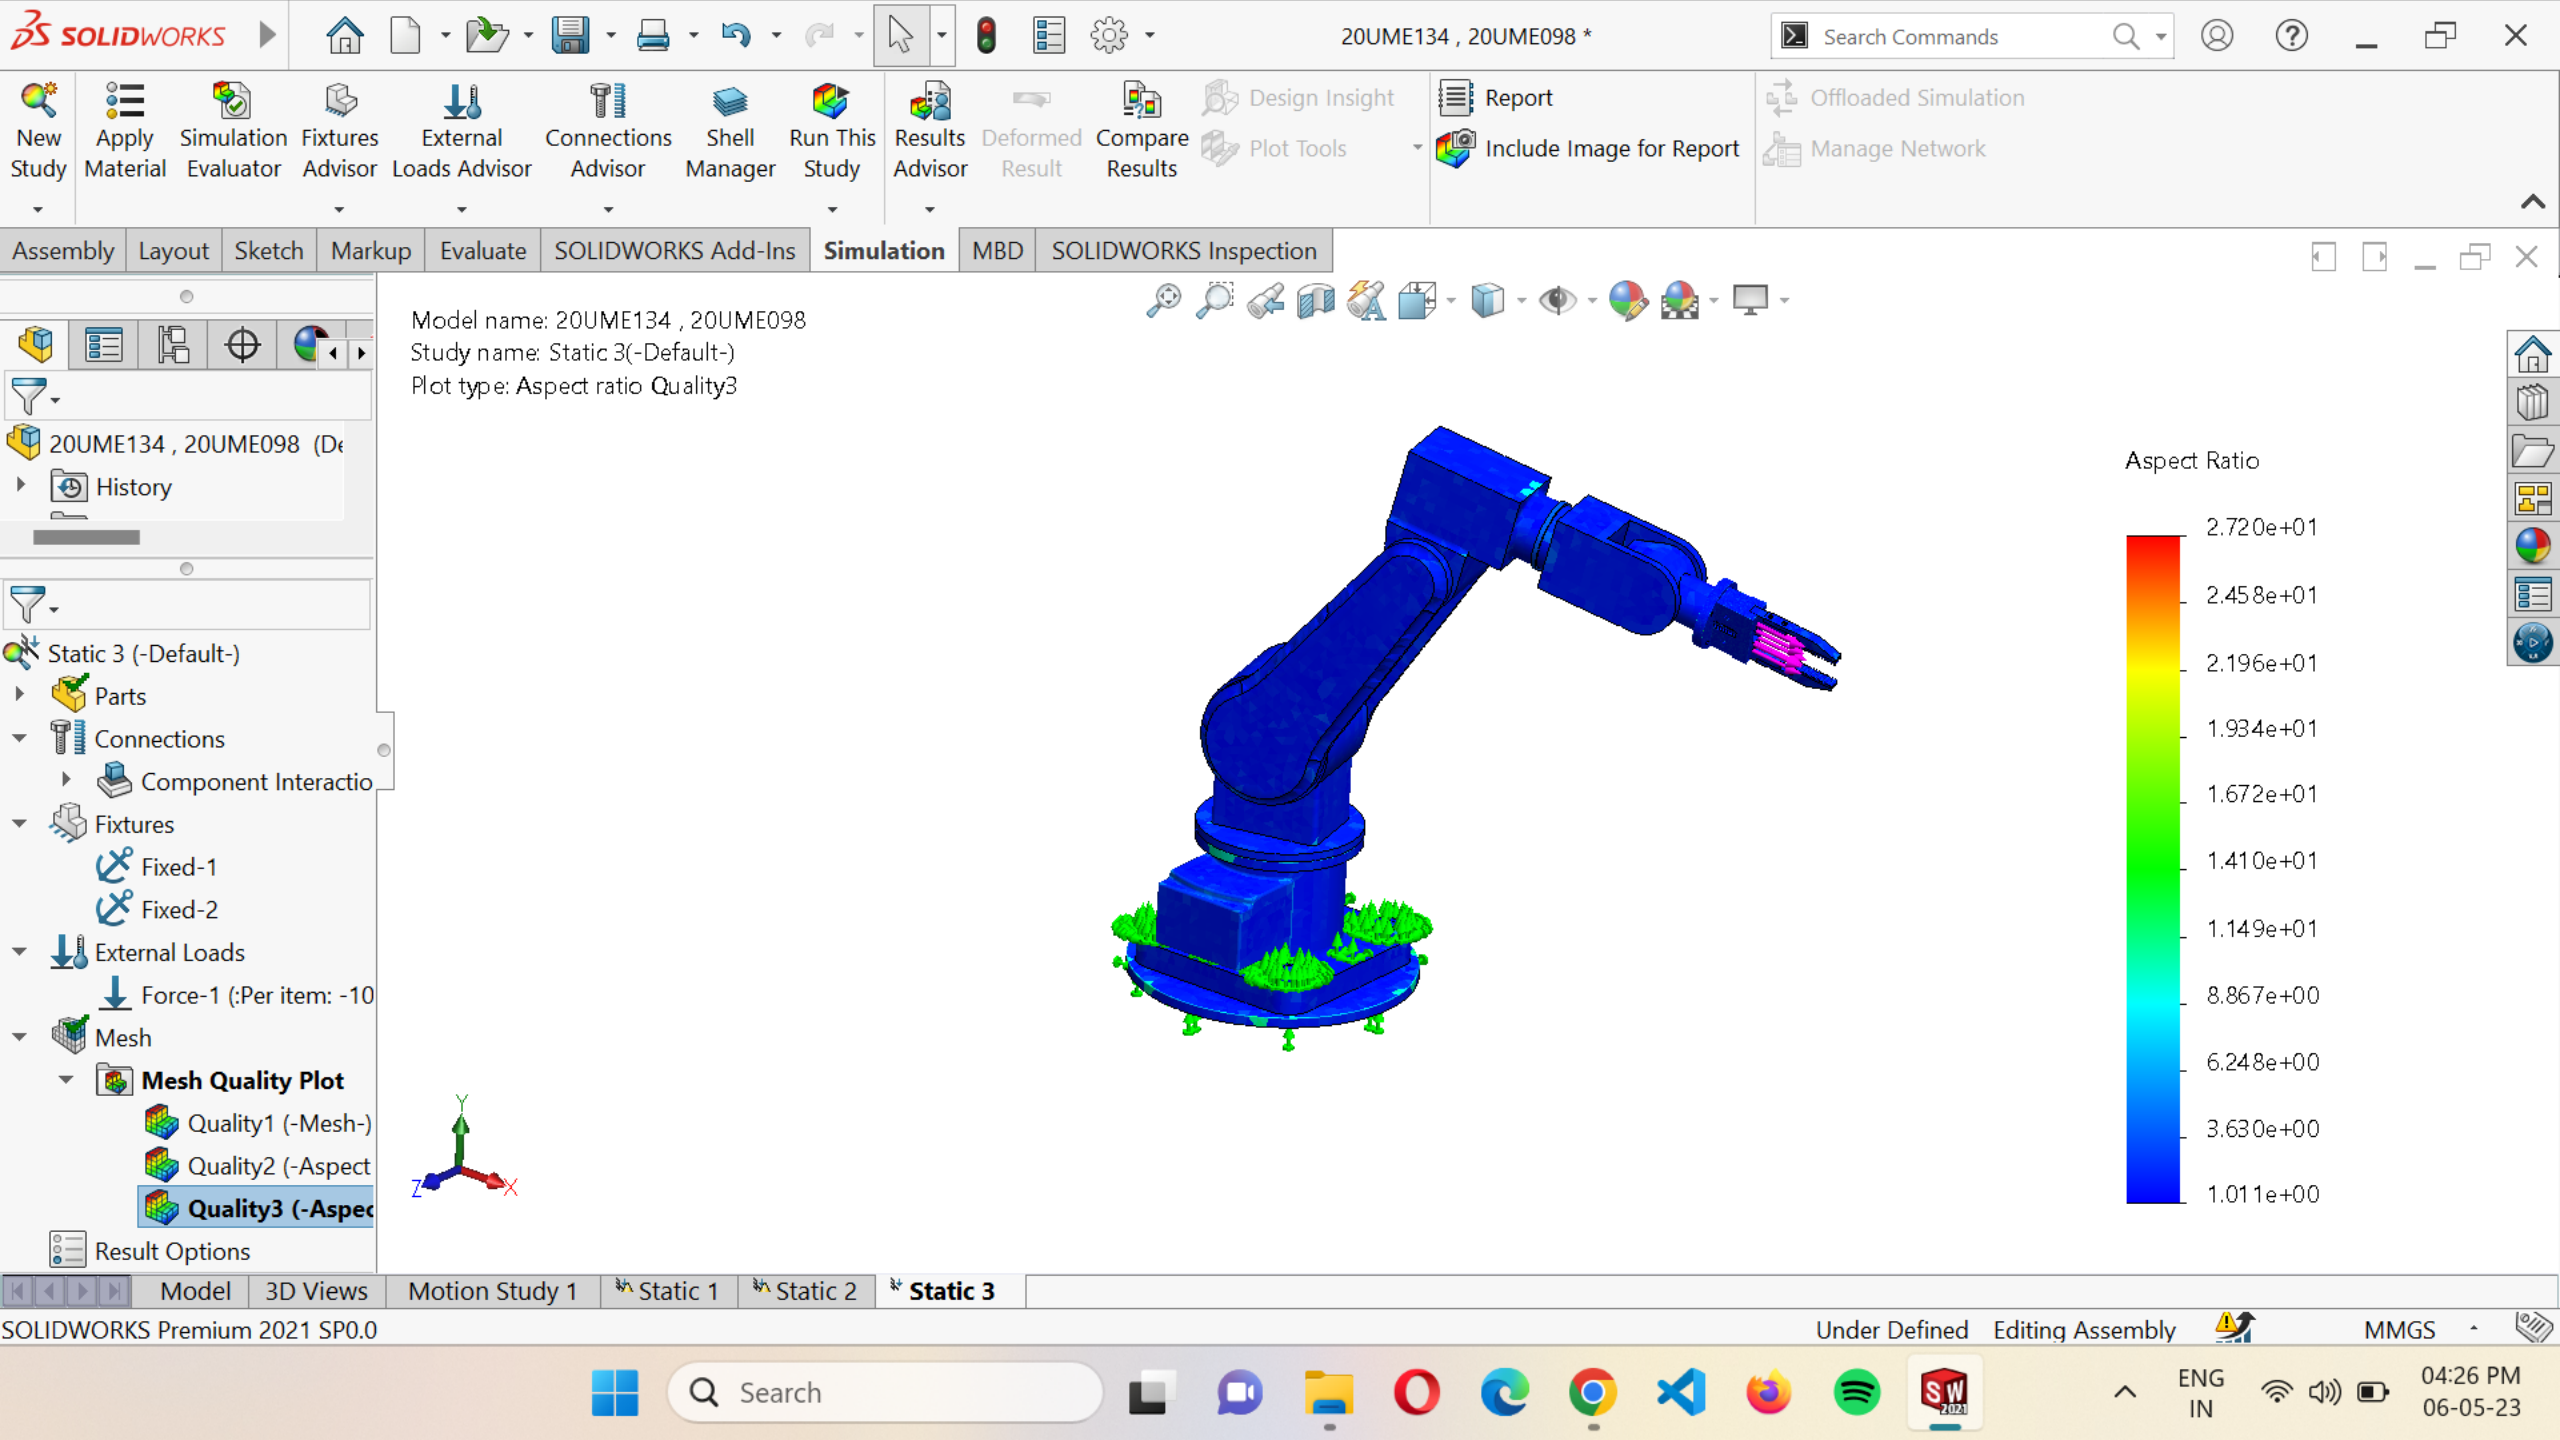 SOLIDWORKS
20UME134 , 20UME098 *
Search Commands
New Study
Apply Material
Simulation Evaluator
Fixtures Advisor
External Loads Advisor
Connections Advisor
Shell Manager
Run This Study
Results Advisor
Deformed Result
Compare Results
Design Insight
Plot Tools
Report
Include Image for Report
Offloaded Simulation
Manage Network
Assembly
Layout
Sketch
Markup
Evaluate
SOLIDWORKS Add-Ins
Simulation
MBD
SOLIDWORKS Inspection
Model name: 20UME134 , 20UME098
Study name: Static 3(-Default-)
Plot type: Aspect ratio Quality3
20UME134 , 20UME098 (De
History
Static 3 (-Default-)
Parts
Connections
Component Interactio
Fixtures
Fixed-1
Fixed-2
External Loads
Force-1 (:Per item: -10
Mesh
Mesh Quality Plot
Quality1 (-Mesh-)
Quality2 (-Aspect
Quality3 (-Aspec
Result Options
Aspect Ratio
2.720e+01
2.458e+01
2.196e+01
1.934e+01
1.672e+01
1.410e+01
1.149e+01
8.867e+00
6.248e+00
3.630e+00
1.011e+00
Y
Z
X
Model
3D Views
Motion Study 1
Static 1
Static 2
Static 3
SOLIDWORKS Premium 2021 SP0.0
Under Defined
Editing Assembly
MMGS
Search
SW
2021
ENG
IN
04:26 PM
06-05-23